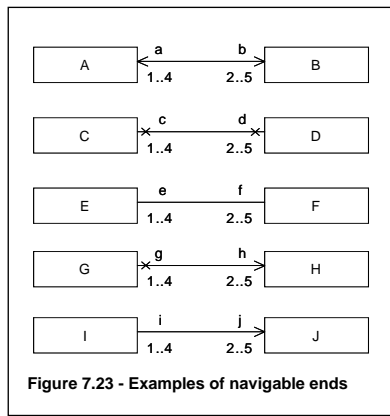 a b
A B
1..4 2..5
c d
C D
1..4 2..5
e f
E F
1..4 2..5
g h
G H
1..4 2..5
i j
I J
1..4 2..5
Figure 7.23 - Examples of navigable ends